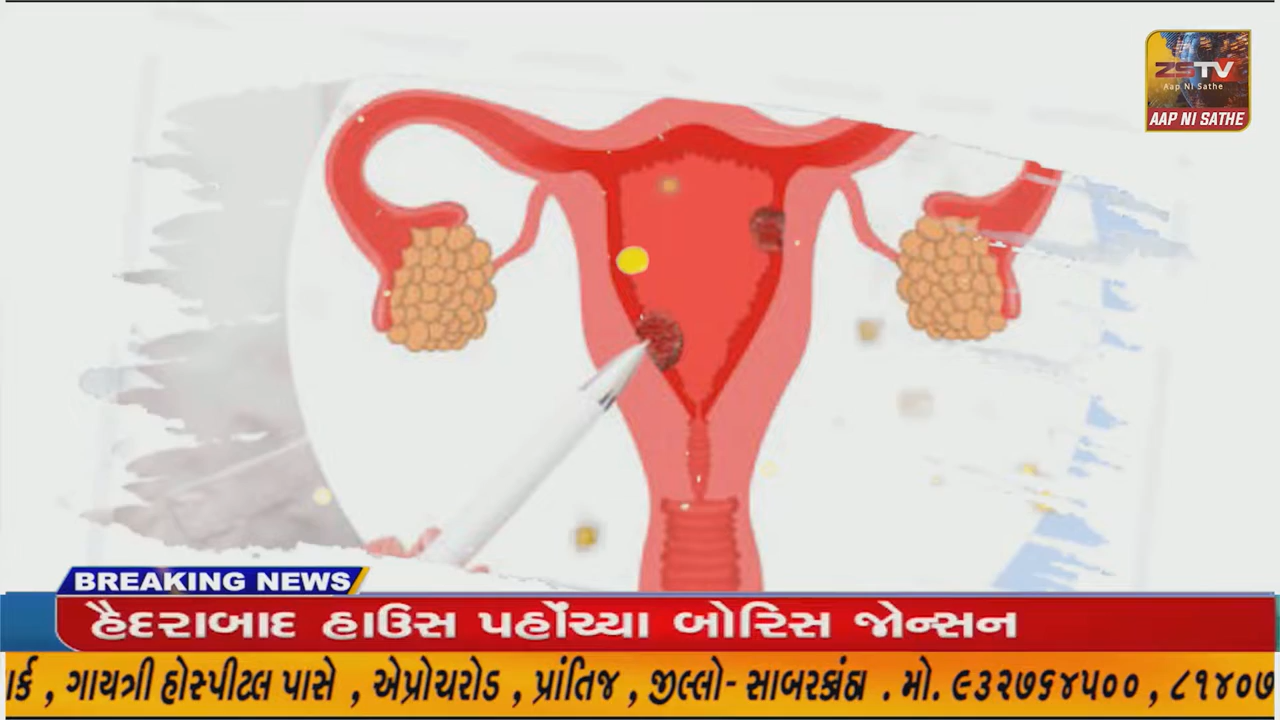 ZSTV
Aap Ni Sathe
AAP NI SATHE
BREAKING NEWS
હૈદરાબાદ હાઉસ પહોંચ્યા બોરિસ જોન્સન
ર્ક , ગાયત્રી હોસ્પીટલ પાસે , એપ્રોચરોડ , પ્રાંતિજ , જીલ્લો- સાબરકાંઠા . મો. ૯૩૨૭૬૪૫૦૦ , ૮૧૪૦૭